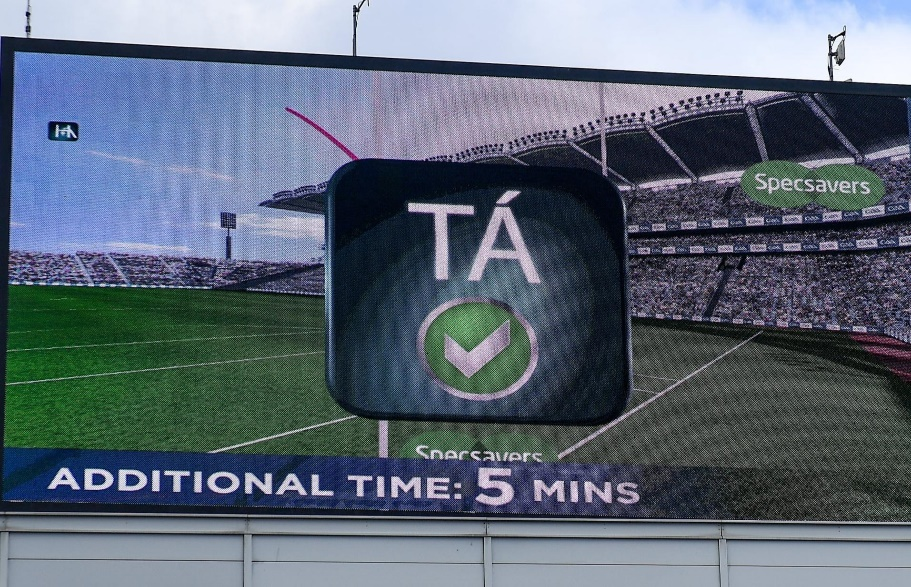 TÁ
Specsavers
Specsavers
ADDITIONAL TIME: 5 MINS